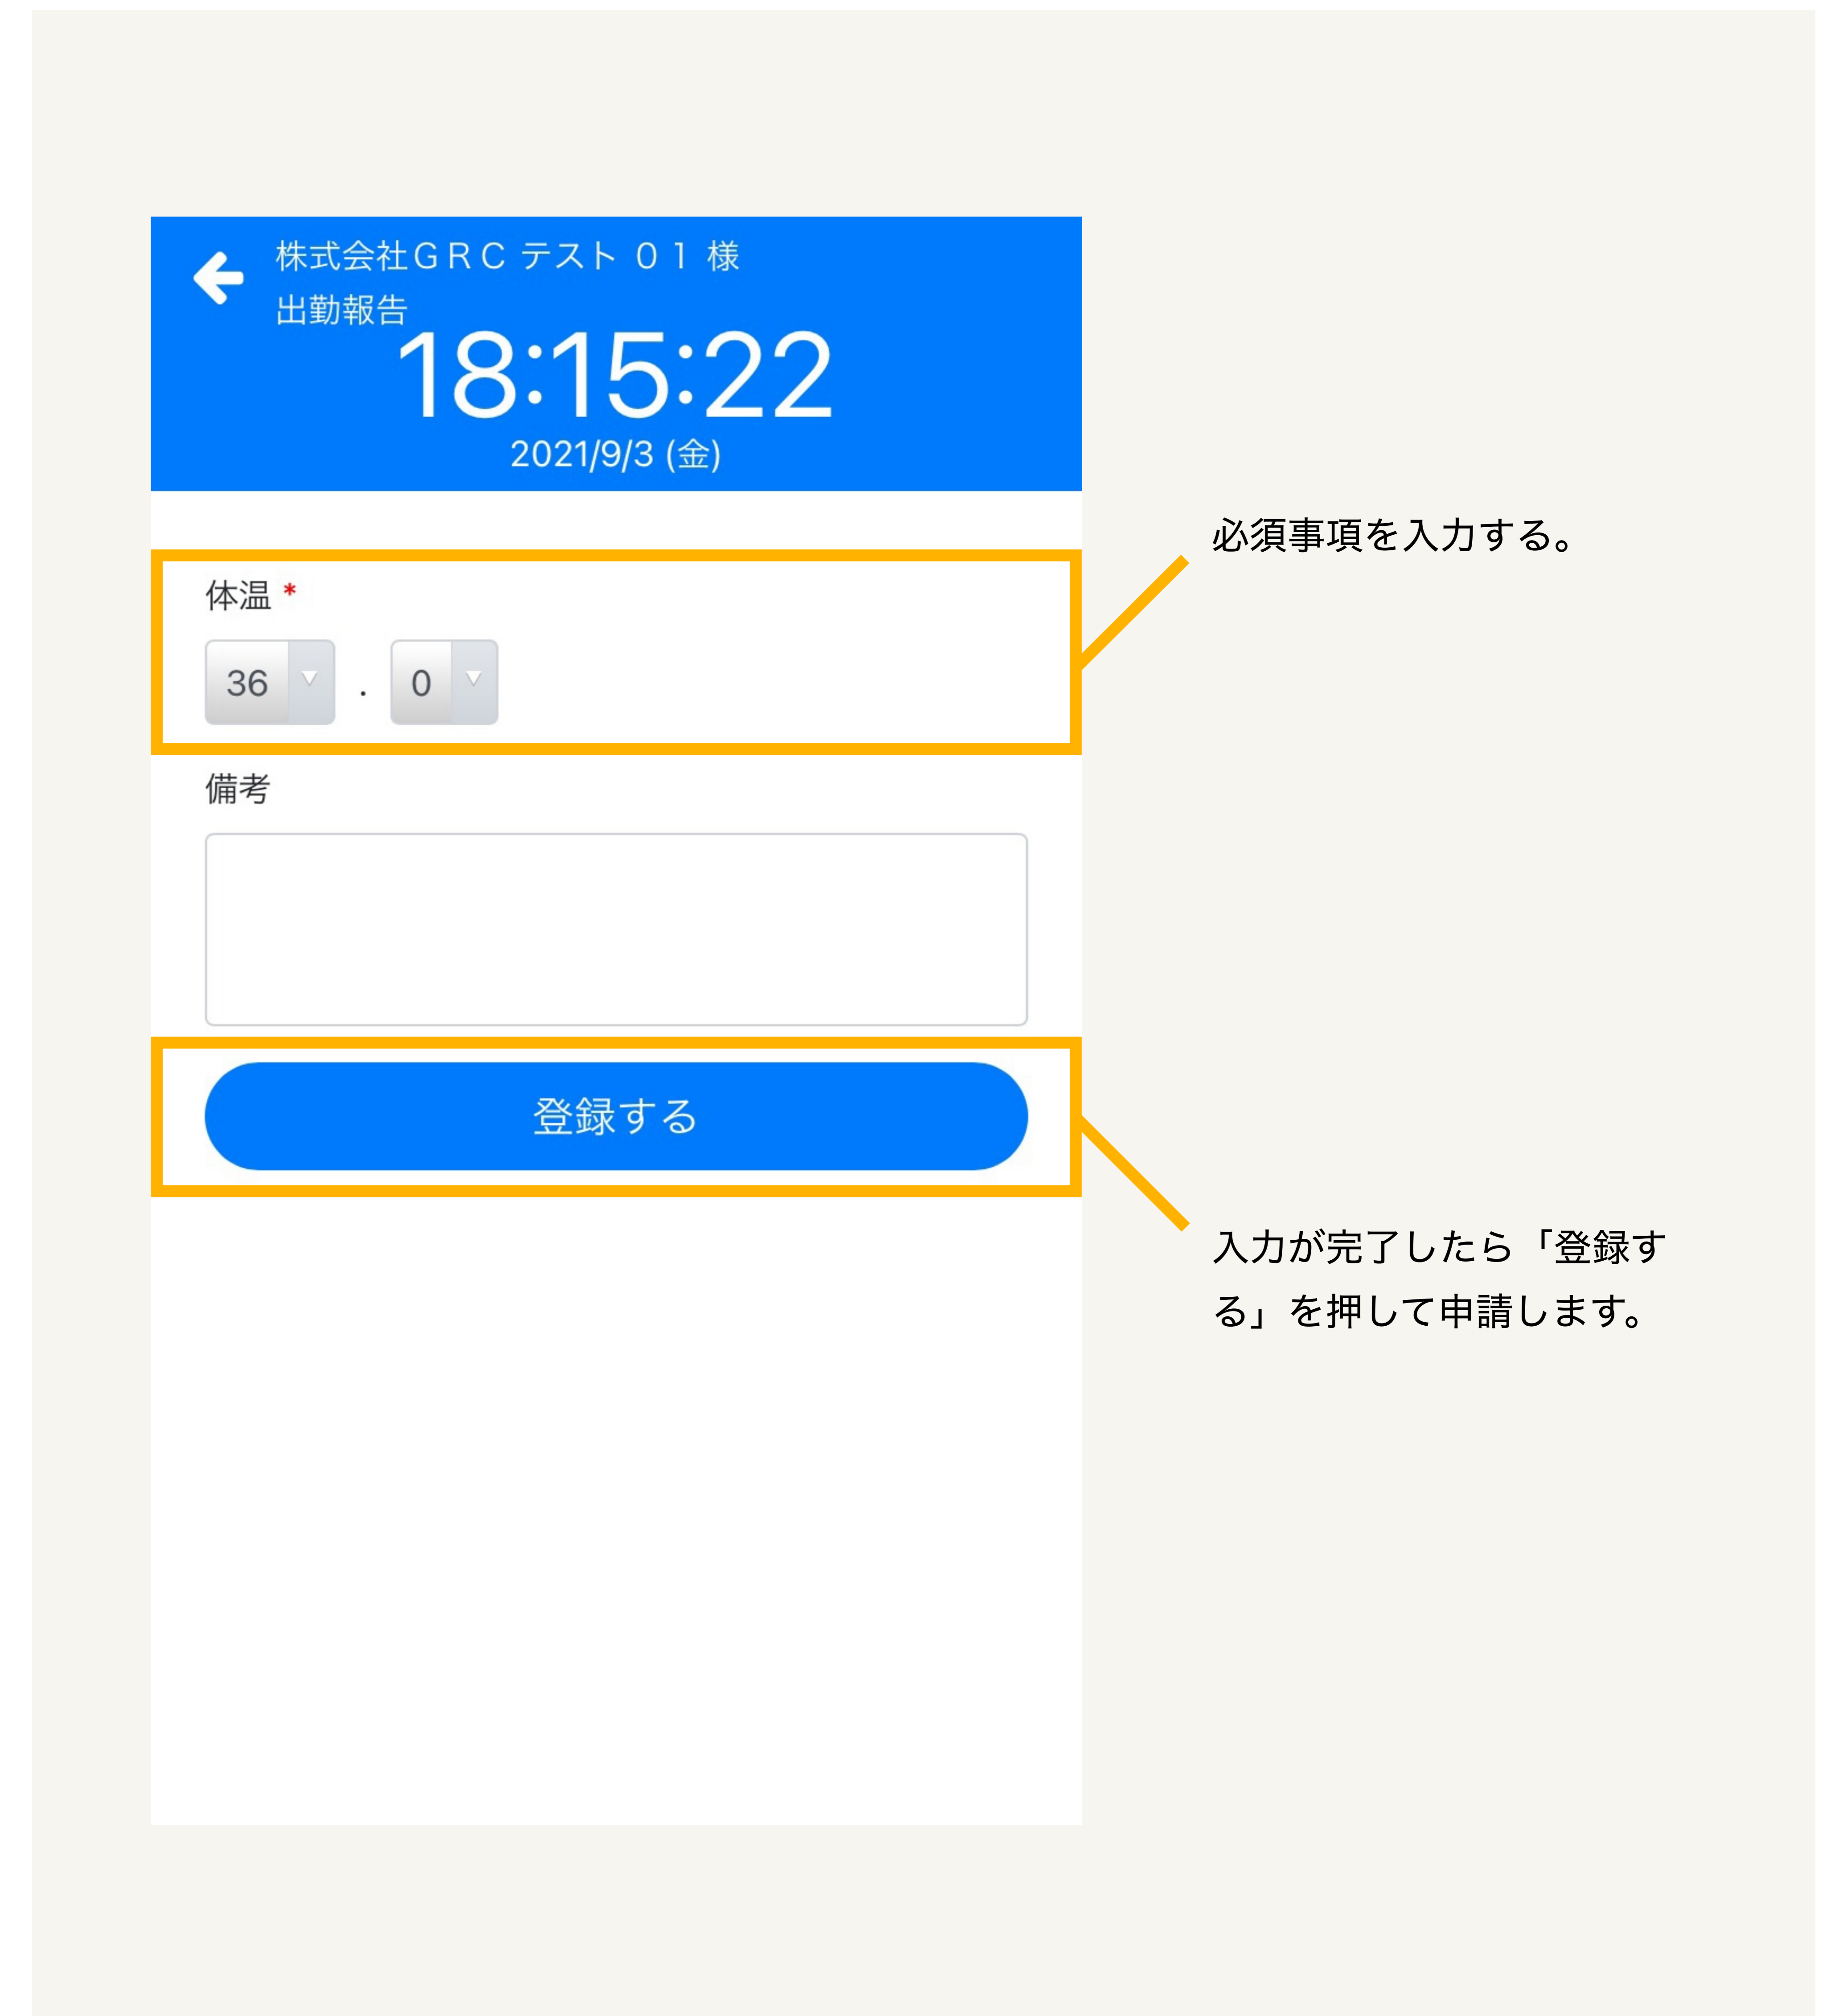 株式会社ＧＲＣ テスト ０１ 様
出勤報告
18:15:22
2021/9/3 (金)
必須事項を入力する。
体温 *
36 . 0
備考
登録する
入力が完了したら「登録す
る」を押して申請します。